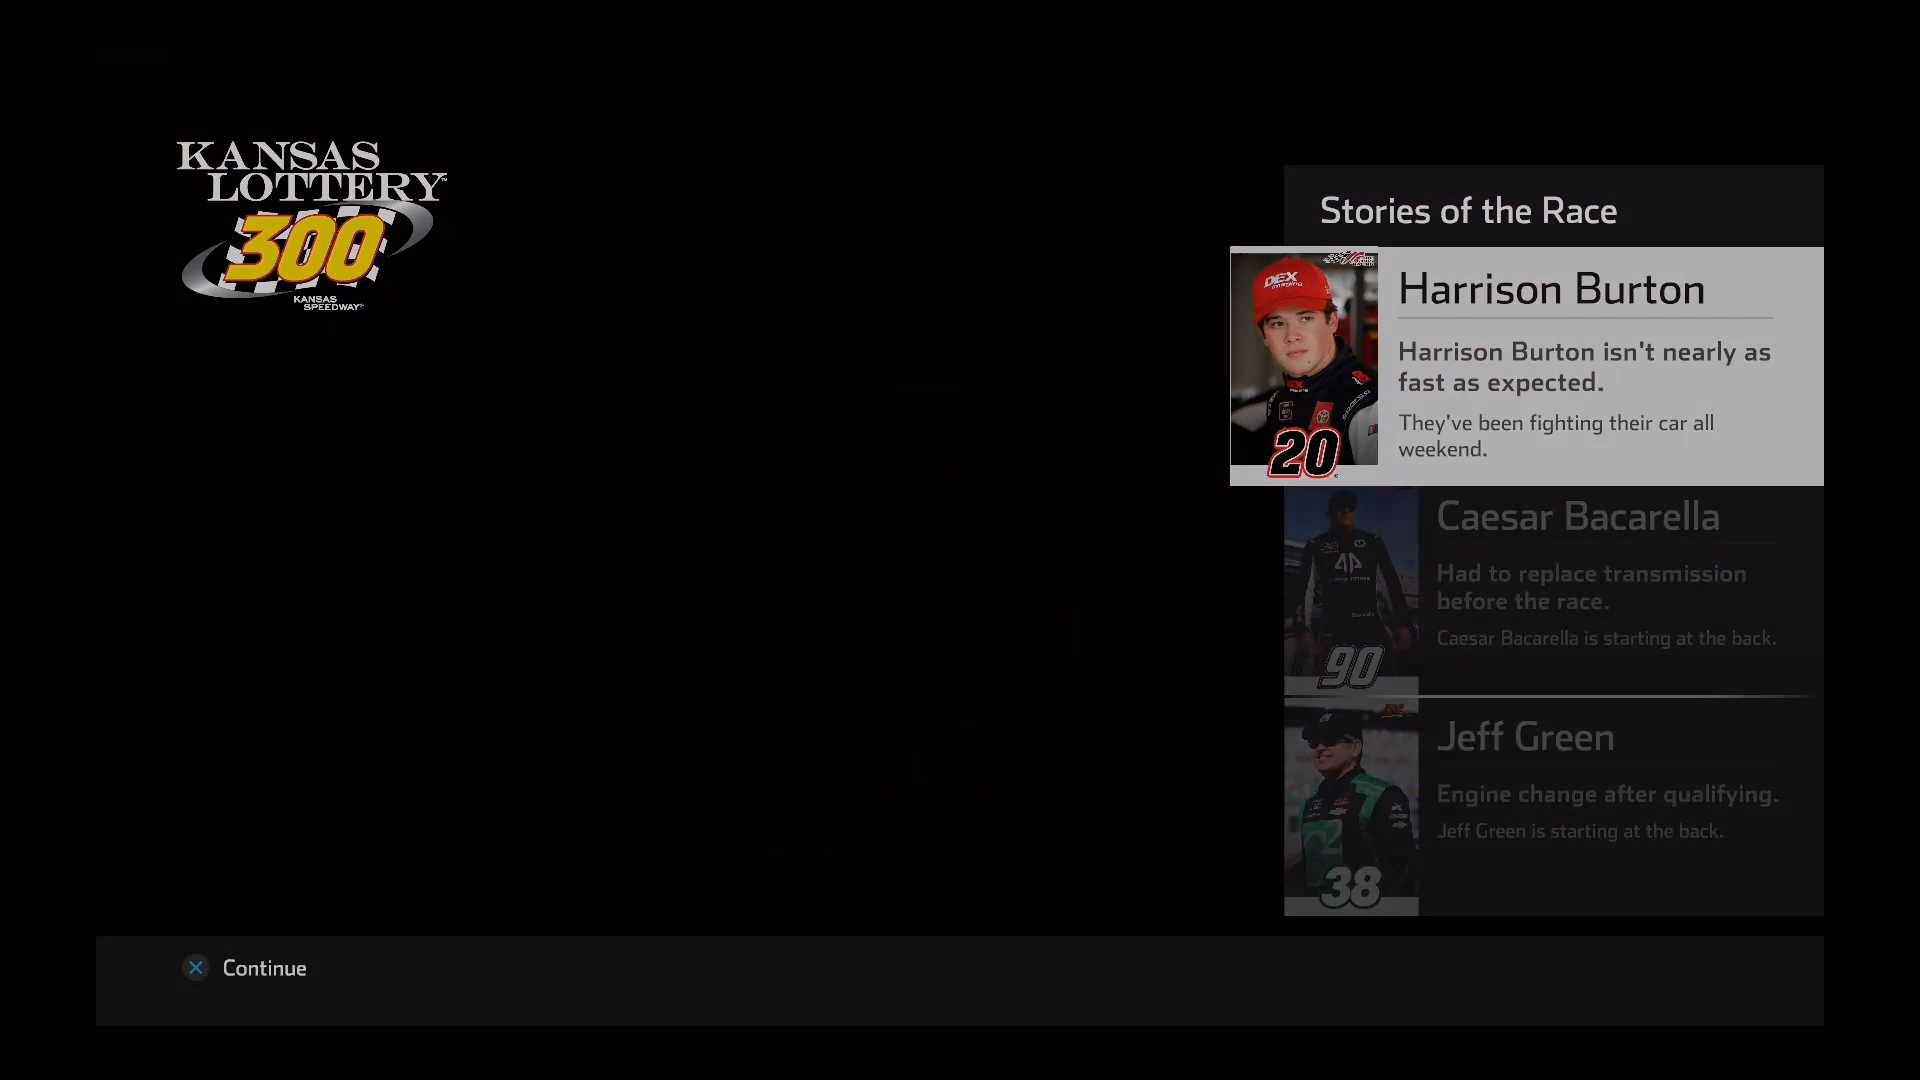 KANSAS
LOTTERY
300
KANSAS
SPEEDWAY
Stories of the Race
DEX
20
Harrison Burton
Harrison Burton isn't nearly as
fast as expected.
They've been fighting their car all
weekend.
90
Caesar Bacarella
Had to replace transmission
before the race.
Caesar Bacarella is starting at the back.
38
Jeff Green
Engine change after qualifying.
Jeff Green is starting at the back.
Continue